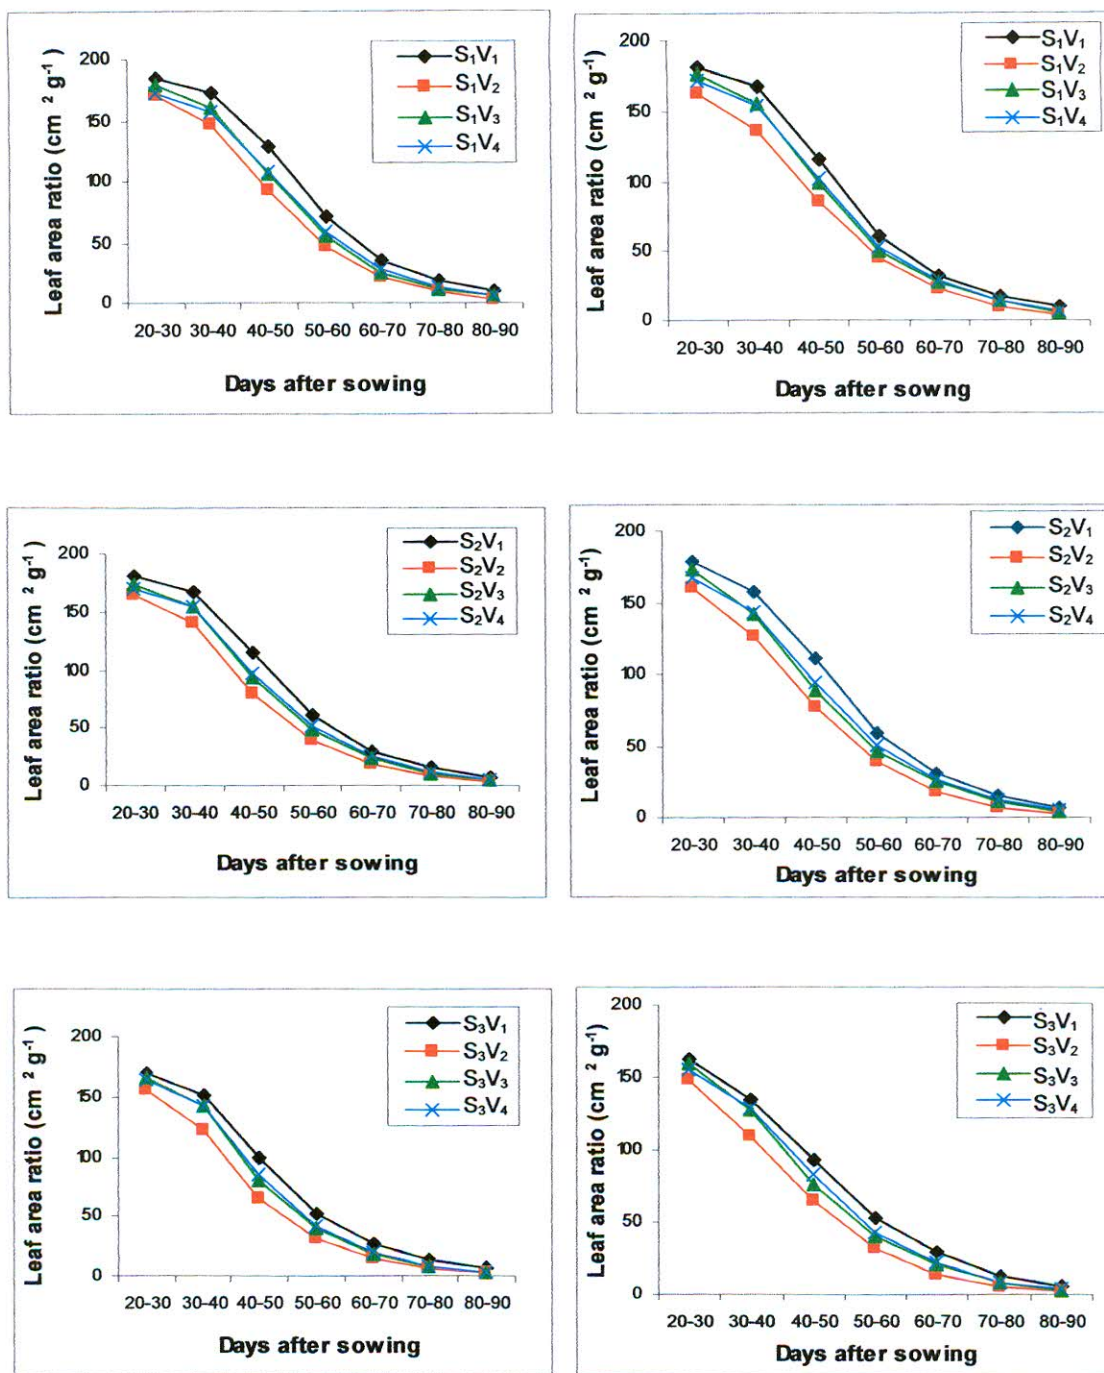 Leaf area ratio (cm ² g⁻¹ )
200
150
100
50
0
S₁V₁
S₁V₂
S₁V₃
S₁V₄
20-30 30-40 40-50 50-60 60-70 70-80 80-90
Days after sowing
Leaf area ratio (cm ² g⁻¹ )
200
150
100
50
0
S₁V₁
S₁V₂
S₁V₃
S₁V₄
20-30 30-40 40-50 50-60 60-70 70-80 80-90
Days after sowng
Leaf area ratio (cm ² g⁻¹ )
200
150
100
50
0
S₂V₁
S₂V₂
S₂V₃
S₂V₄
20-30 30-40 40-50 50-60 60-70 70-80 80-90
Days after sowing
Leaf area ratio (cm ² g⁻¹ )
200
150
100
50
0
S₂V₁
S₂V₂
S₂V₃
S₂V₄
20-30 30-40 40-50 50-60 60-70 70-80 80-90
Days after sowing
Leaf area ratio (cm ² g⁻¹ )
200
150
100
50
0
S₃V₁
S₃V₂
S₃V₃
S₃V₄
20-30 30-40 40-50 50-60 60-70 70-80 80-90
Days after sowing
Leaf area ratio (cm ² g⁻¹ )
200
150
100
50
0
S₃V₁
S₃V₂
S₃V₃
S₃V₄
20-30 30-40 40-50 50-60 60-70 70-80 80-90
Days after sowing